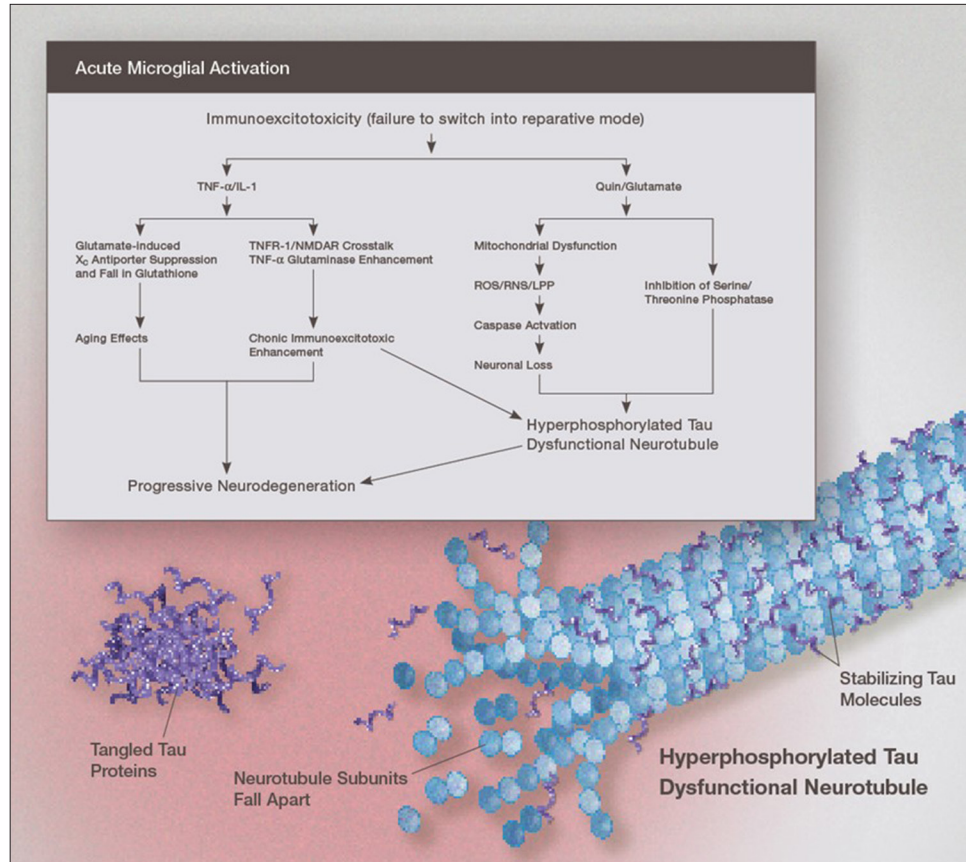 Acute Microglial Activation
Immunoexcitotoxicity (failure to switch into reparative mode)
TNF-α/IL-1
Quin/Glutamate
Glutamate-induced
X_C Antiporter Suppression
and Fall in Glutathione
TNFR-1/NMDAR Crosstalk
TNF-α Glutaminase Enhancement
Mitochondrial Dysfunction
ROS/RNS/LPP
Inhibition of Serine/
Threonine Phosphatase
Aging Effects
Chonic Immunoexcitotoxic
Enhancement
Caspase Actvation
Neuronal Loss
Hyperphosphorylated Tau
Dysfunctional Neurotubule
Progressive Neurodegeneration
Stabilizing Tau
Molecules
Tangled Tau
Proteins
Neurotubule Subunits
Fall Apart
Hyperphosphorylated Tau
Dysfunctional Neurotubule